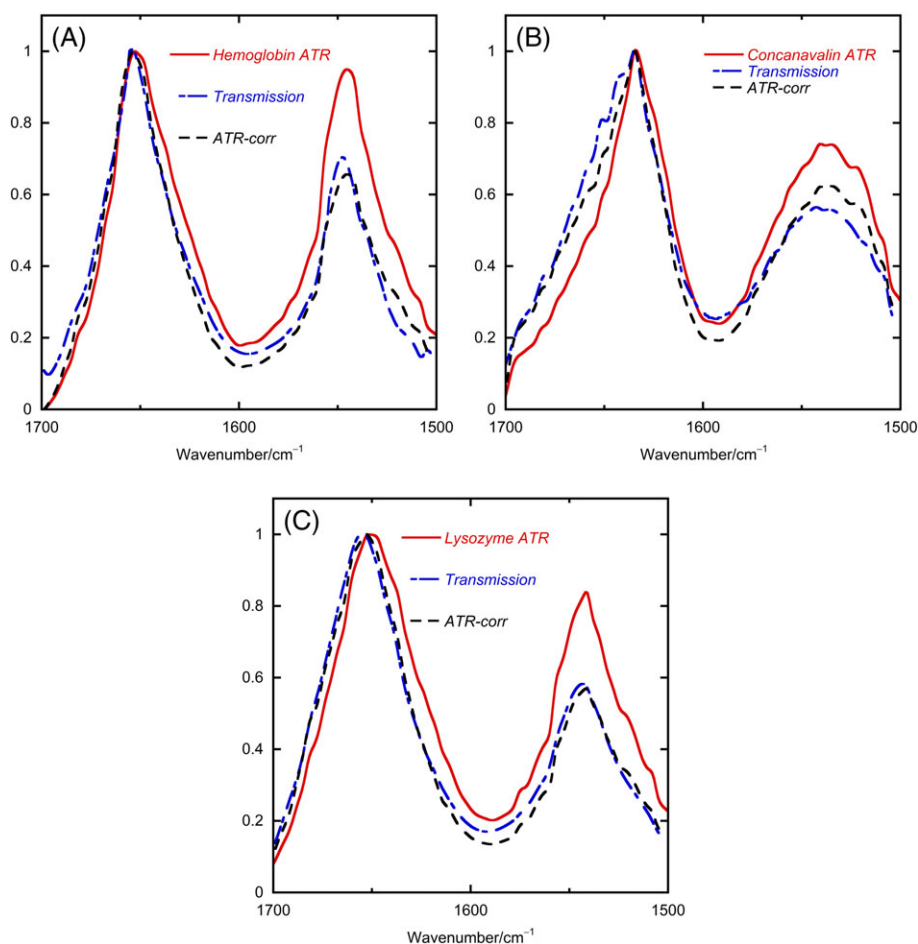 (A)
Hemoglobin ATR
Transmission
ATR-corr
1
0.8
0.6
0.4
0.2
0
1700
1600
1500
Wavenumber/cm⁻¹
(B)
Concanavalin ATR
Transmission
ATR-corr
1
0.8
0.6
0.4
0.2
0
1700
1600
1500
Wavenumber/cm⁻¹
(C)
Lysozyme ATR
Transmission
ATR-corr
1
0.8
0.6
0.4
0.2
0
1700
1600
1500
Wavenumber/cm⁻¹